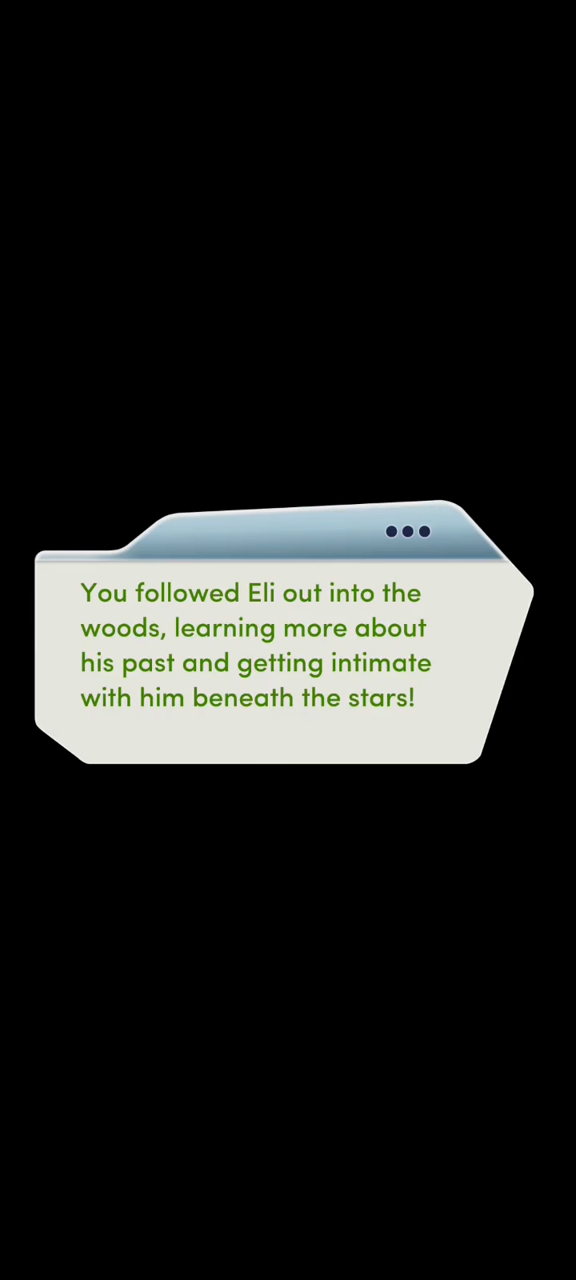 You followed Eli out into the
woods, learning more about
his past and getting intimate
with him beneath the stars!